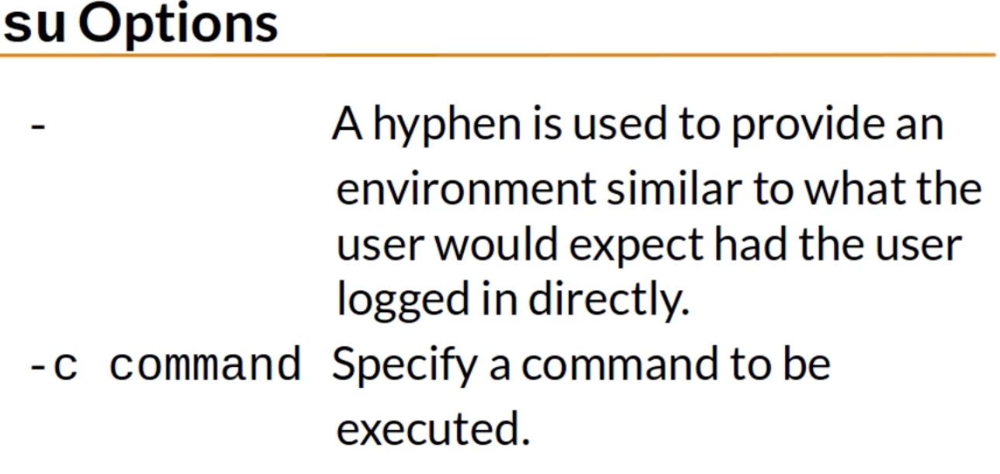 su Options
- A hyphen is used to provide an
environment similar to what the
user would expect had the user
logged in directly.
-c command Specify a command to be
executed.